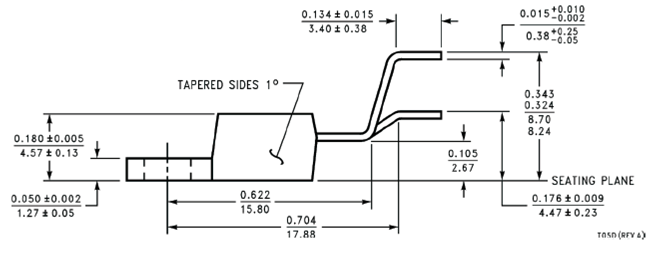 0.134 ± 0.015
3.40 ± 0.38
0.015 +0.010 -0.002
0.38 +0.25 -0.05
TAPERED SIDES 1°
0.343
0.324
8.70
8.24
0.180 ±0.005
4.57 ± 0.13
0.105
2.67
SEATING PLANE
0.050 ±0.002
1.27 ± 0.05
0.622
15.80
0.176 ± 0.009
4.47 ± 0.23
0.704
17.88
T05D (REV A)